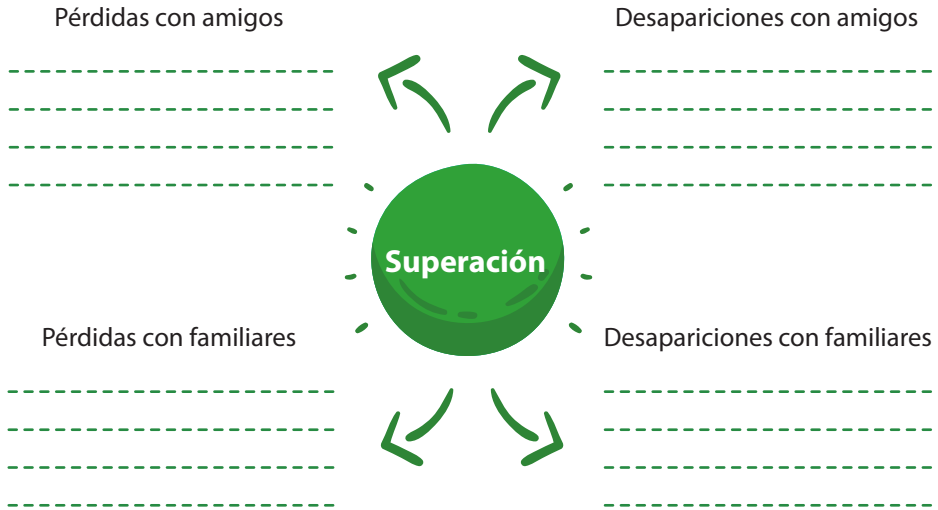 Pérdidas con amigos
Desapariciones con amigos
Superación
Pérdidas con familiares
Desapariciones con familiares